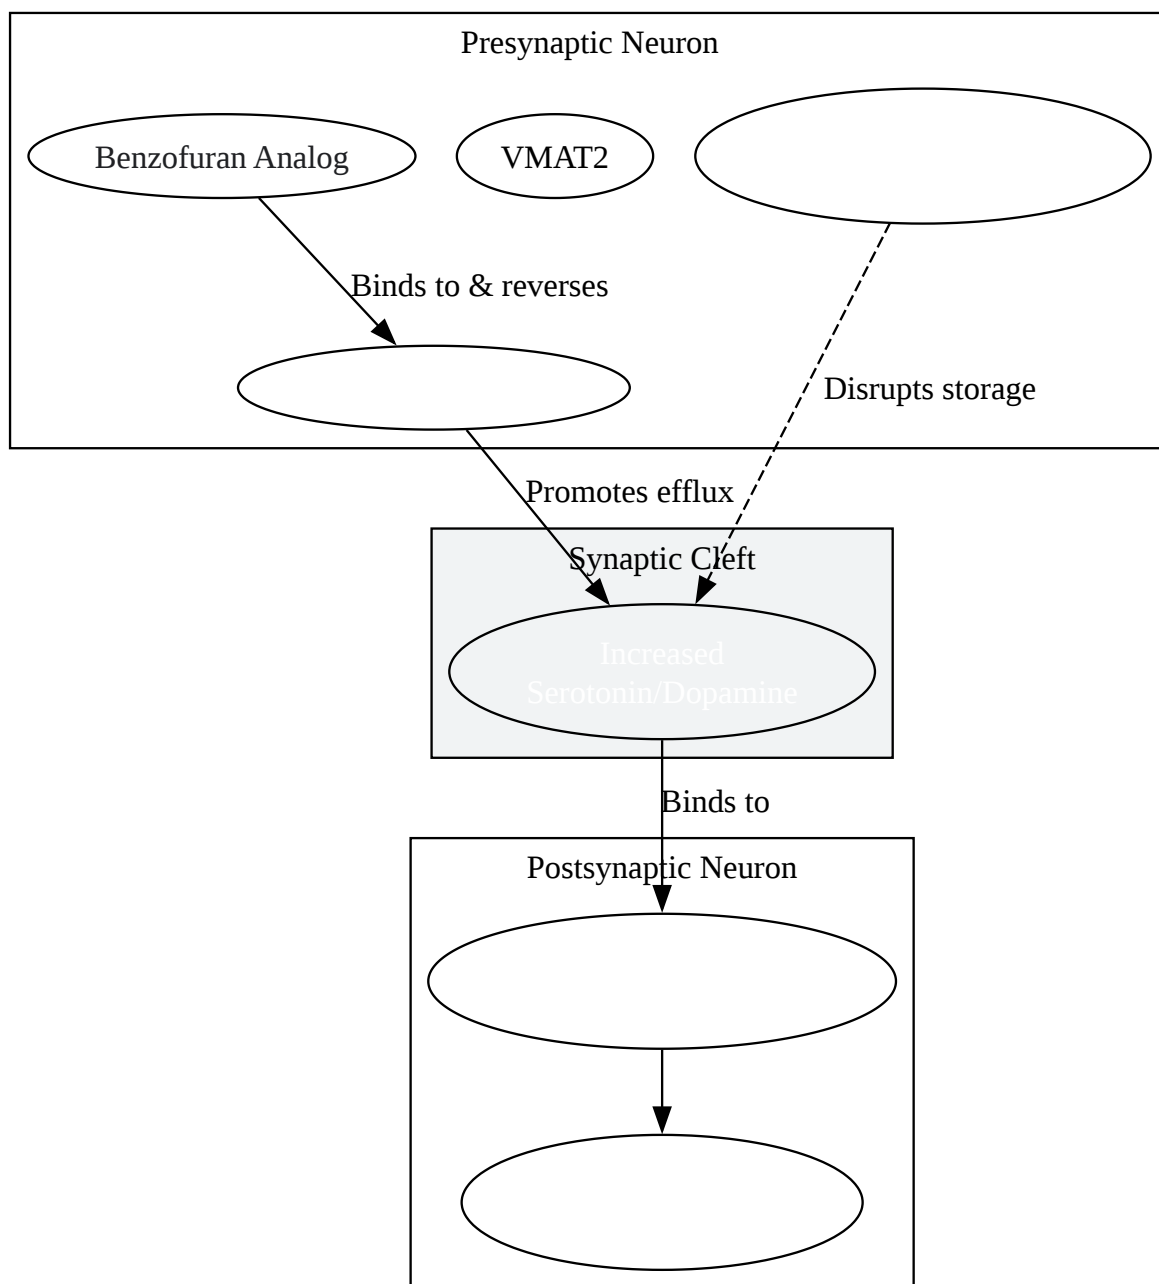 Presynaptic Neuron
Benzofuran Analog
VMAT2
Binds to & reverses
Disrupts storage
Promotes efflux
Synaptic Cleft
Increased
Serotonin/Dopamine
Binds to
Postsynaptic Neuron